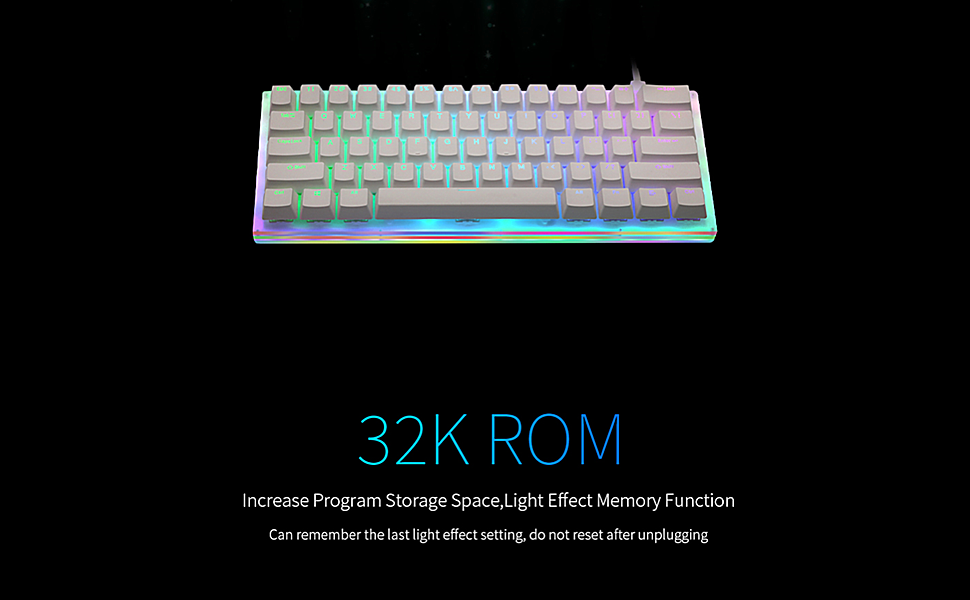 32K ROM
Increase Program Storage Space,Light Effect Memory Function
Can remember the last light effect setting, do not reset after unplugging